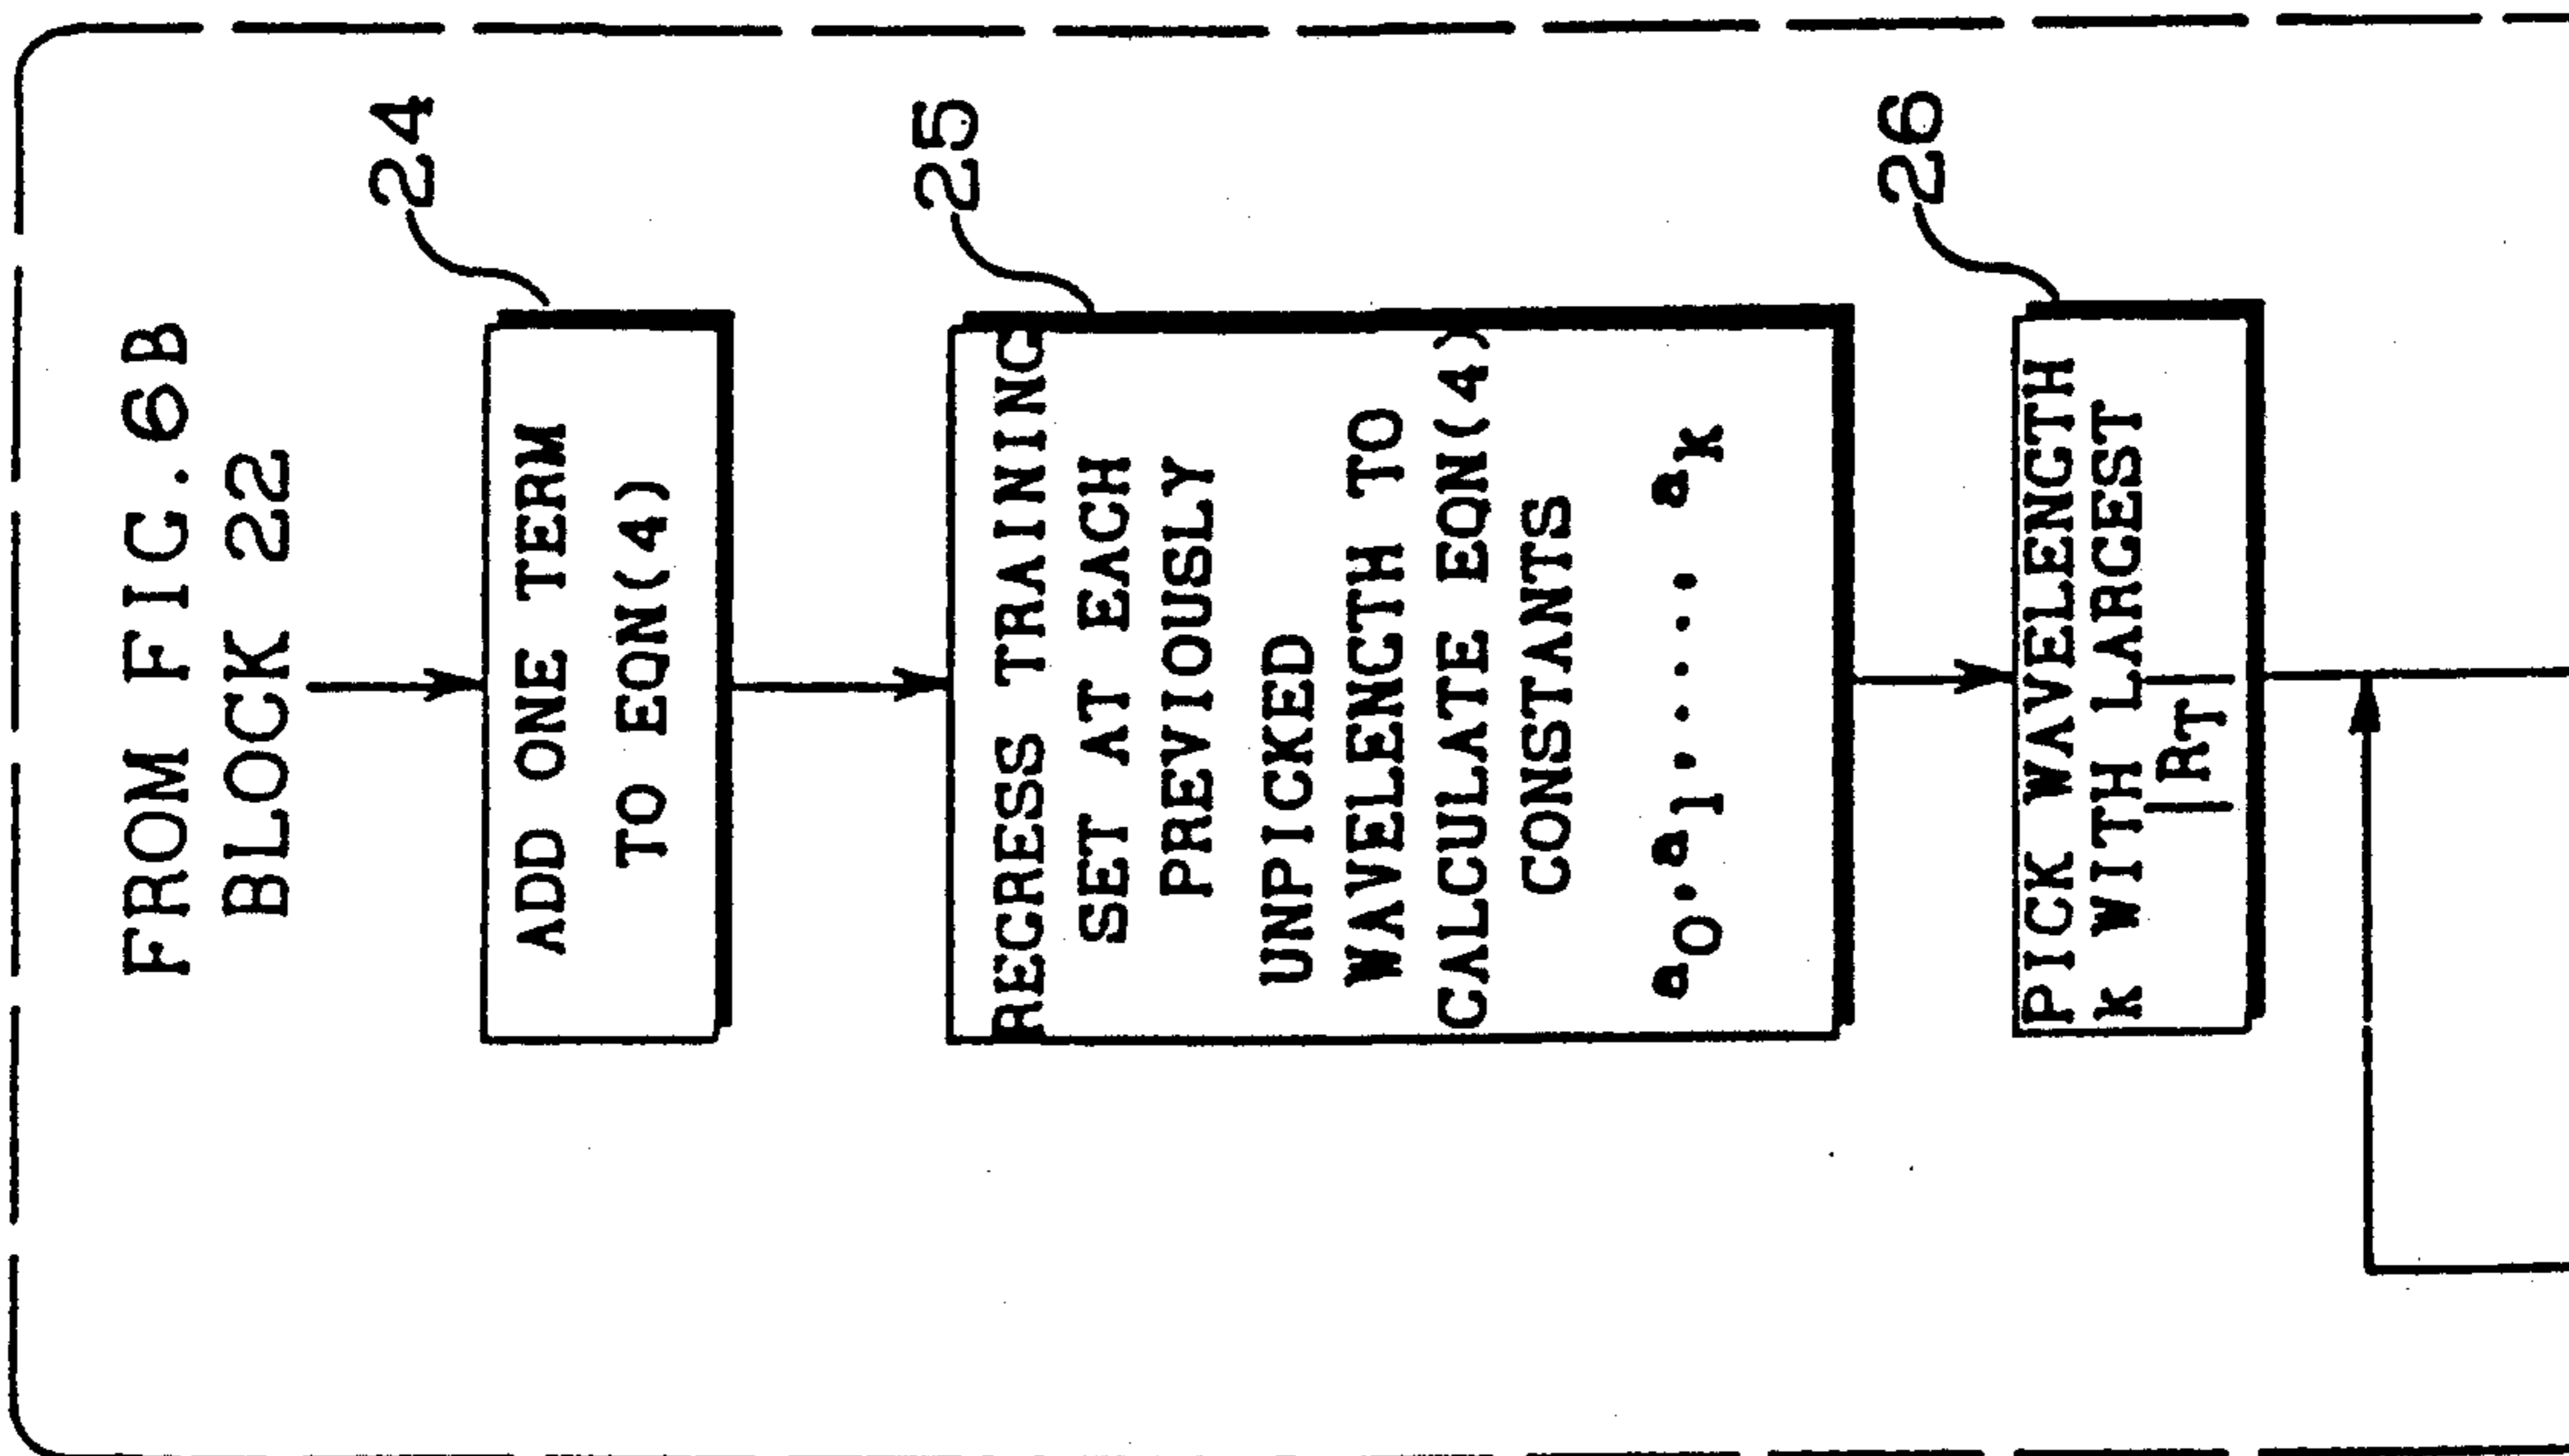 FROM FIG.6B
BLOCK 22
24
ADD ONE TERM
TO EQN(4)
25
REGRESS TRAINING
SET AT EACH
PREVIOUSLY
UNPICKED
WAVELENGTH TO
CALCULATE EQN(4)
CONSTANTS
a₀,a₁,.... aₖ
26
PICK WAVELENGTH
k WITH LARGEST
|R_T|